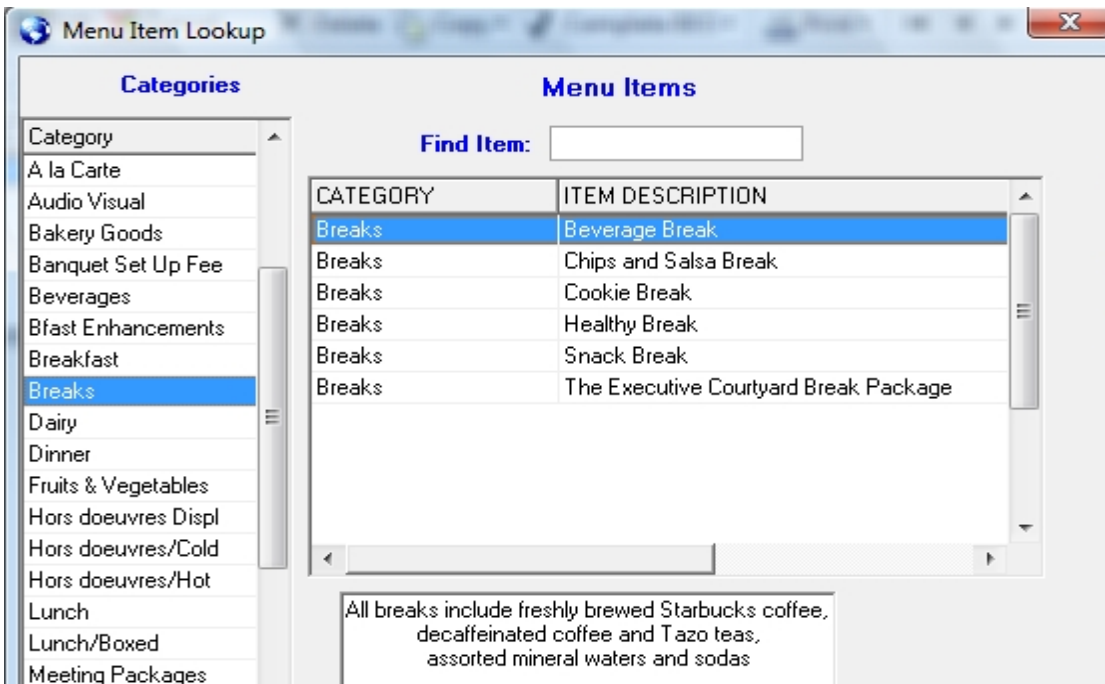 Menu Item Lookup
Categories
Category
A la Carte
Audio Visual
Bakery Goods
Banquet Set Up Fee
Beverages
Bfast Enhancements
Breakfast
Breaks
Dairy
Dinner
Fruits & Vegetables
Hors doeuvres Displ
Hors doeuvres/Cold
Hors doeuvres/Hot
Lunch
Lunch/Boxed
Meeting Packages
Menu Items
Find Item:
CATEGORY ITEM DESCRIPTION
Breaks Beverage Break
Breaks Chips and Salsa Break
Breaks Cookie Break
Breaks Healthy Break
Breaks Snack Break
Breaks The Executive Courtyard Break Package
All breaks include freshly brewed Starbucks coffee,
decaffeinated coffee and Tazo teas,
assorted mineral waters and sodas